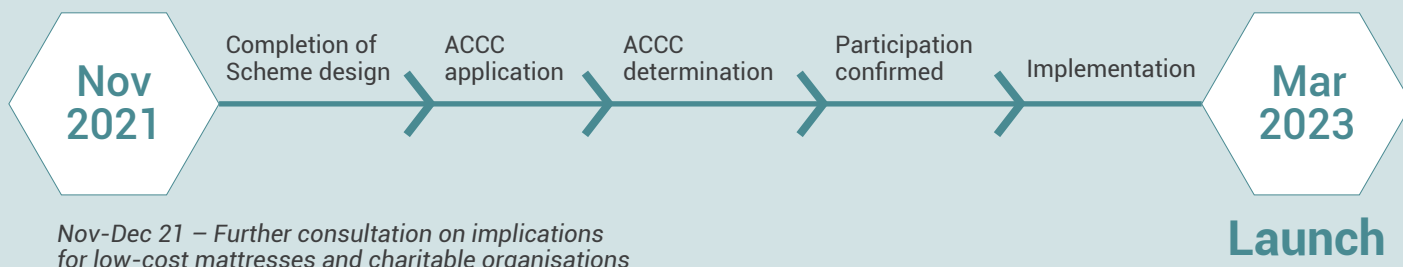 Nov
2021
Completion of
Scheme design
ACCC
application
ACCC
determination
Participation
confirmed
Implementation
Mar
2023
Launch
Nov-Dec 21 – Further consultation on implications
for low-cost mattresses and charitable organisations